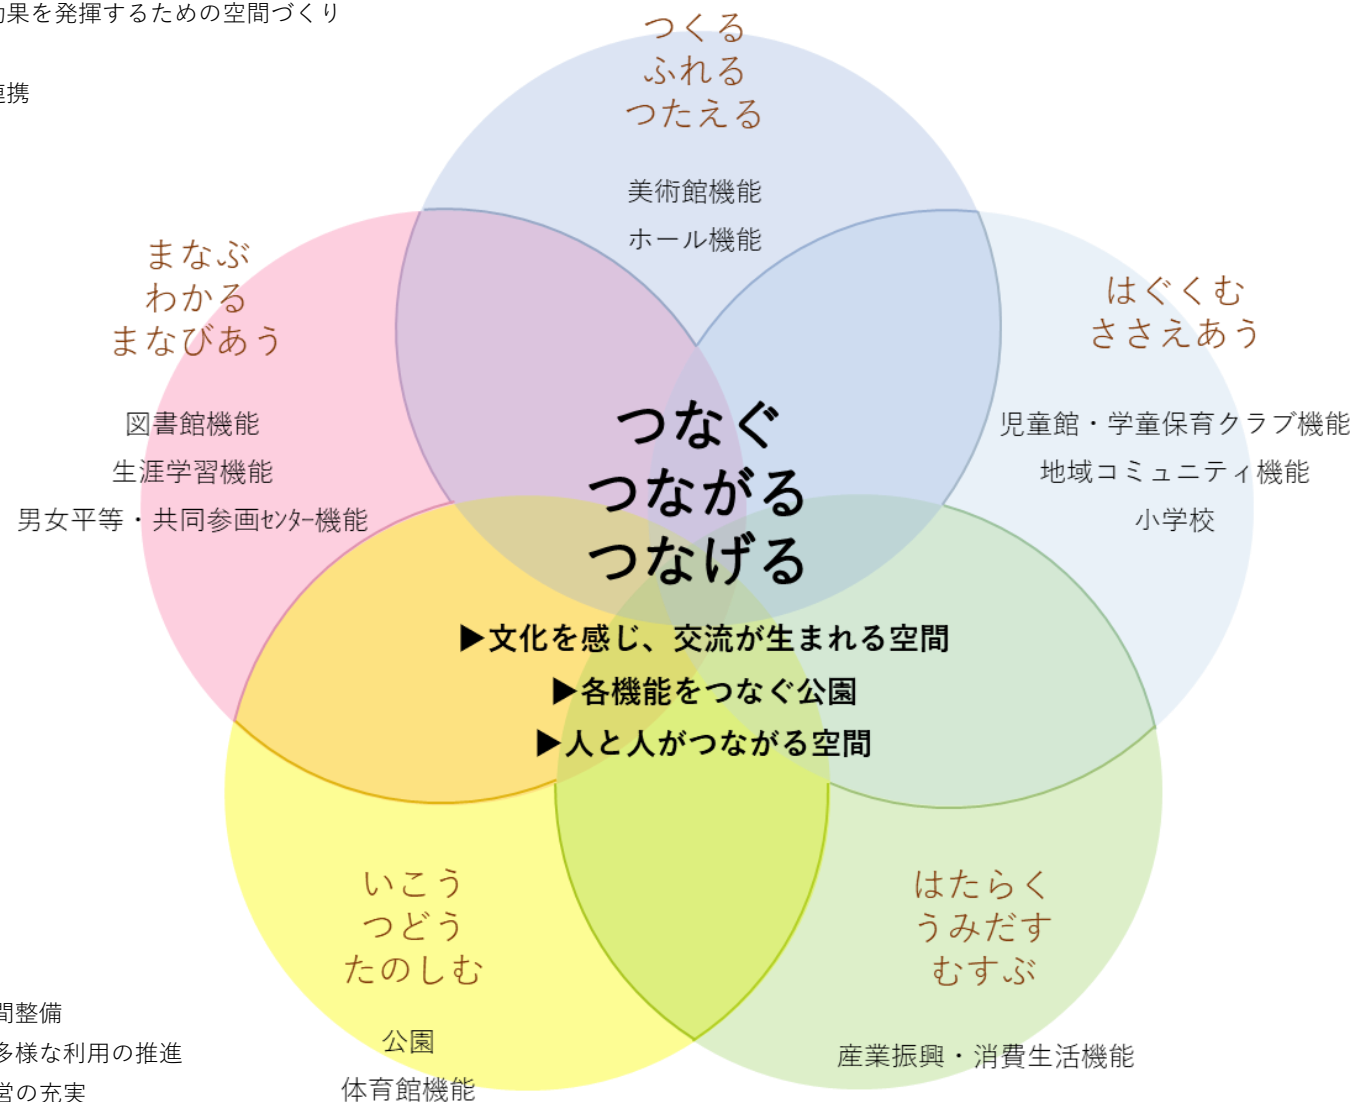 効果を発揮するための空間づくり
連携
つくる
ふれる
つたえる
美術館機能
ホール機能
まなぶ
わかる
まなびあう
図書館機能
生涯学習機能
男女平等・共同参画ｾﾝﾀｰ機能
はぐくむ
ささえあう
児童館・学童保育クラブ機能
地域コミュニティ機能
小学校
つなぐ
つながる
つなげる
▶文化を感じ、交流が生まれる空間
▶各機能をつなぐ公園
▶人と人がつながる空間
いこう
つどう
たのしむ
公園
体育館機能
はたらく
うみだす
むすぶ
産業振興・消費生活機能
間整備
多様な利用の推進
営の充実